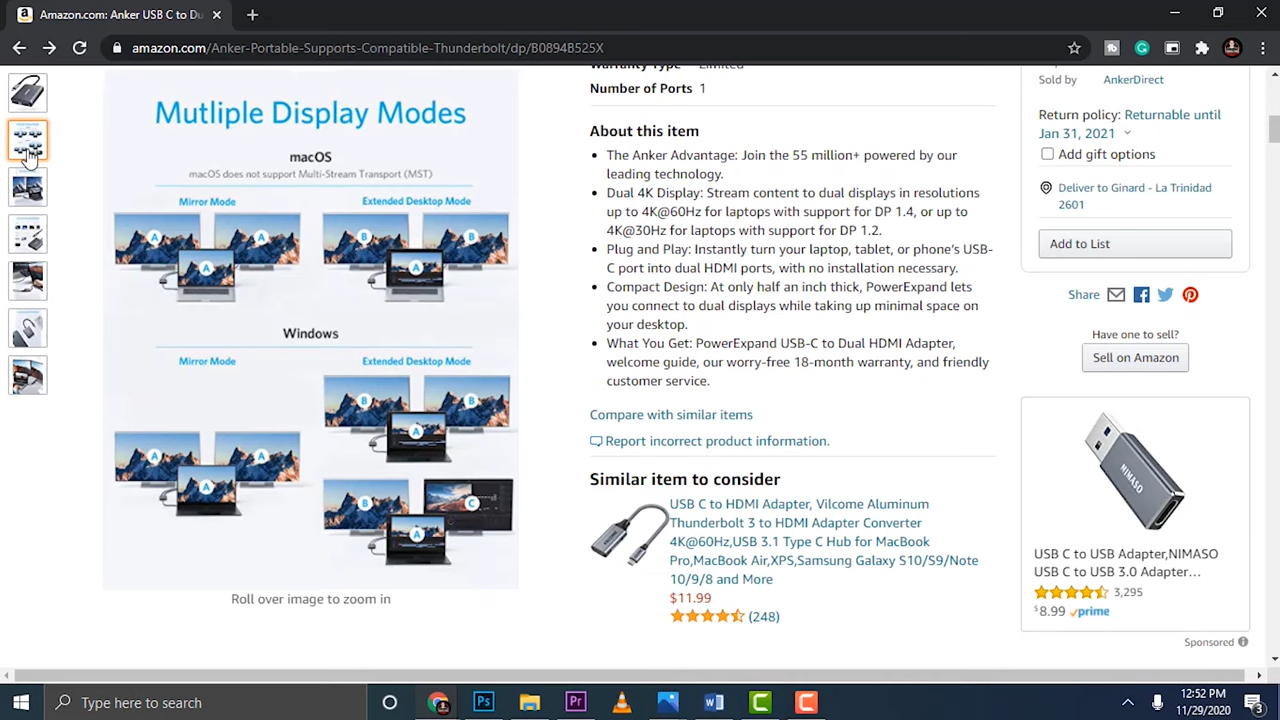 Amazon.com: Anker USB C to Du
amazon.com/Anker-Portable-Supports-Compatible-Thunderbolt/dp/B0894B525X
Mutliple Display Modes
macOS
macOS does not support Multi-Stream Transport (MST)
Mirror Mode
Extended Desktop Mode
A
A
A
B
B
A
Windows
Mirror Mode
Extended Desktop Mode
B
B
A
A
A
A
B
C
A
Roll over image to zoom in
Warranty Type Limited
Number of Ports 1
About this item
The Anker Advantage: Join the 55 million+ powered by our
leading technology.
Dual 4K Display: Stream content to dual displays in resolutions
up to 4K@60Hz for laptops with support for DP 1.4, or up to
4K@30Hz for laptops with support for DP 1.2.
Plug and Play: Instantly turn your laptop, tablet, or phone's USB-
C port into dual HDMI ports, with no installation necessary.
Compact Design: At only half an inch thick, PowerExpand lets
you connect to dual displays while taking up minimal space on
your desktop.
What You Get: PowerExpand USB-C to Dual HDMI Adapter,
welcome guide, our worry-free 18-month warranty, and friendly
customer service.
Compare with similar items
Report incorrect product information.
Similar item to consider
USB C to HDMI Adapter, Vilcome Aluminum
Thunderbolt 3 to HDMI Adapter Converter
4K@60Hz,USB 3.1 Type C Hub for MacBook
Pro,MacBook Air,XPS,Samsung Galaxy S10/S9/Note
10/9/8 and More
$11.99
(248)
Sold by AnkerDirect
Return policy: Returnable until
Jan 31, 2021
Add gift options
Deliver to Ginard - La Trinidad
2601
Add to List
Share
Have one to sell?
Sell on Amazon
NIMASO
USB C to USB Adapter,NIMASO
USB C to USB 3.0 Adapter…
3,295
$8.99 prime
Sponsored
Type here to search
Ps
Pr
W
C
C
12:52 PM
11/29/2020
3